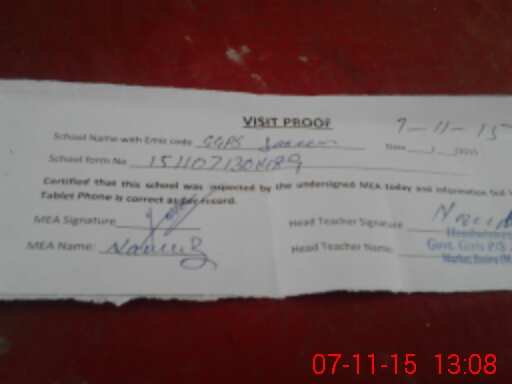 VISIT PROOF
7-11-15
School Name with Emis code GGPS
Date
School form No
Certified that this school was inspected by the undersigned MEA today and information fed
Tablet Phone is correct as per record.
MEA Signature
Head Teacher Signature
MEA Name:
Head Teacher Name:
Headmistress
Govt. Girls P/S
07-11-15 13:08